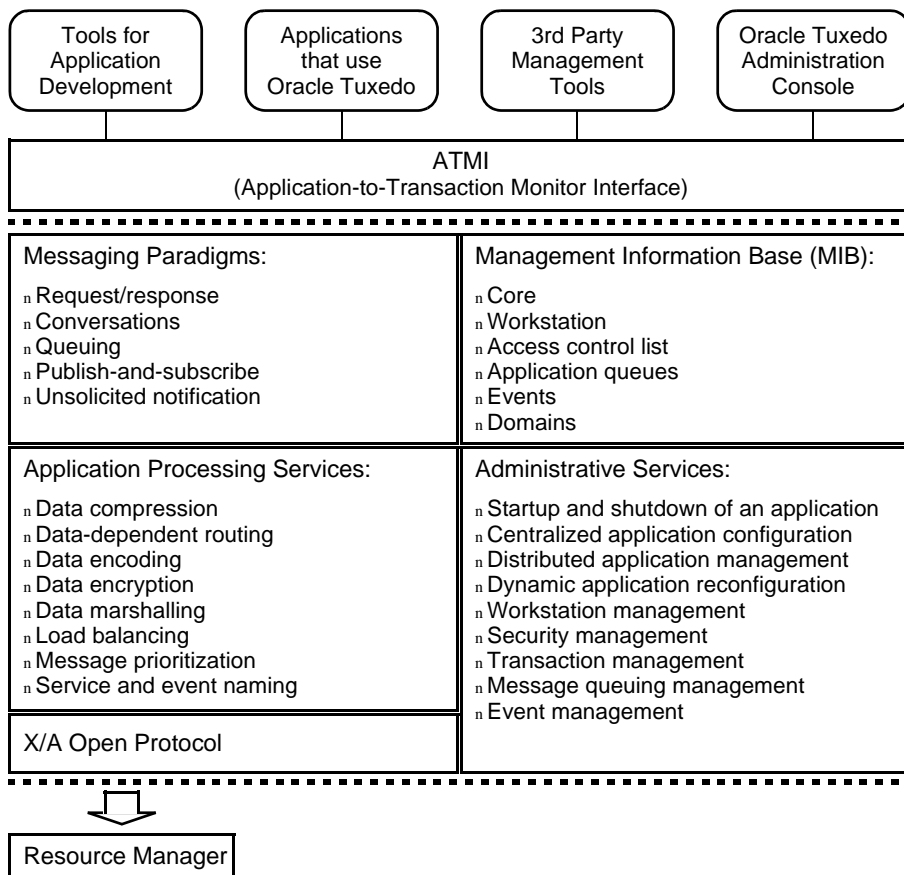 Tools for
Application
Development
Applications
that use
Oracle Tuxedo
3rd Party
Management
Tools
Oracle Tuxedo
Administration
Console
ATMI
(Application-to-Transaction Monitor Interface)
Messaging Paradigms:
n Request/response
n Conversations
n Queuing
n Publish-and-subscribe
n Unsolicited notification
Management Information Base (MIB):
n Core
n Workstation
n Access control list
n Application queues
n Events
n Domains
Application Processing Services:
n Data compression
n Data-dependent routing
n Data encoding
n Data encryption
n Data marshalling
n Load balancing
n Message prioritization
n Service and event naming
Administrative Services:
n Startup and shutdown of an application
n Centralized application configuration
n Distributed application management
n Dynamic application reconfiguration
n Workstation management
n Security management
n Transaction management
n Message queuing management
n Event management
X/A Open Protocol
Resource Manager